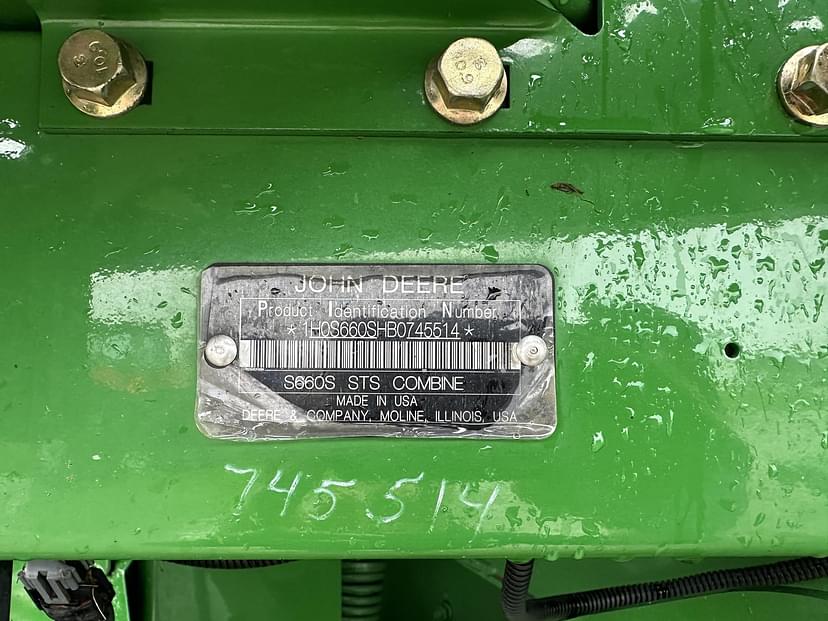 JOHN DEERE
Product Identification Number
*1H0S660SHB0745514*
S660S STS COMBINE
MADE IN USA
DEERE & COMPANY, MOLINE, ILLINOIS, USA
745514